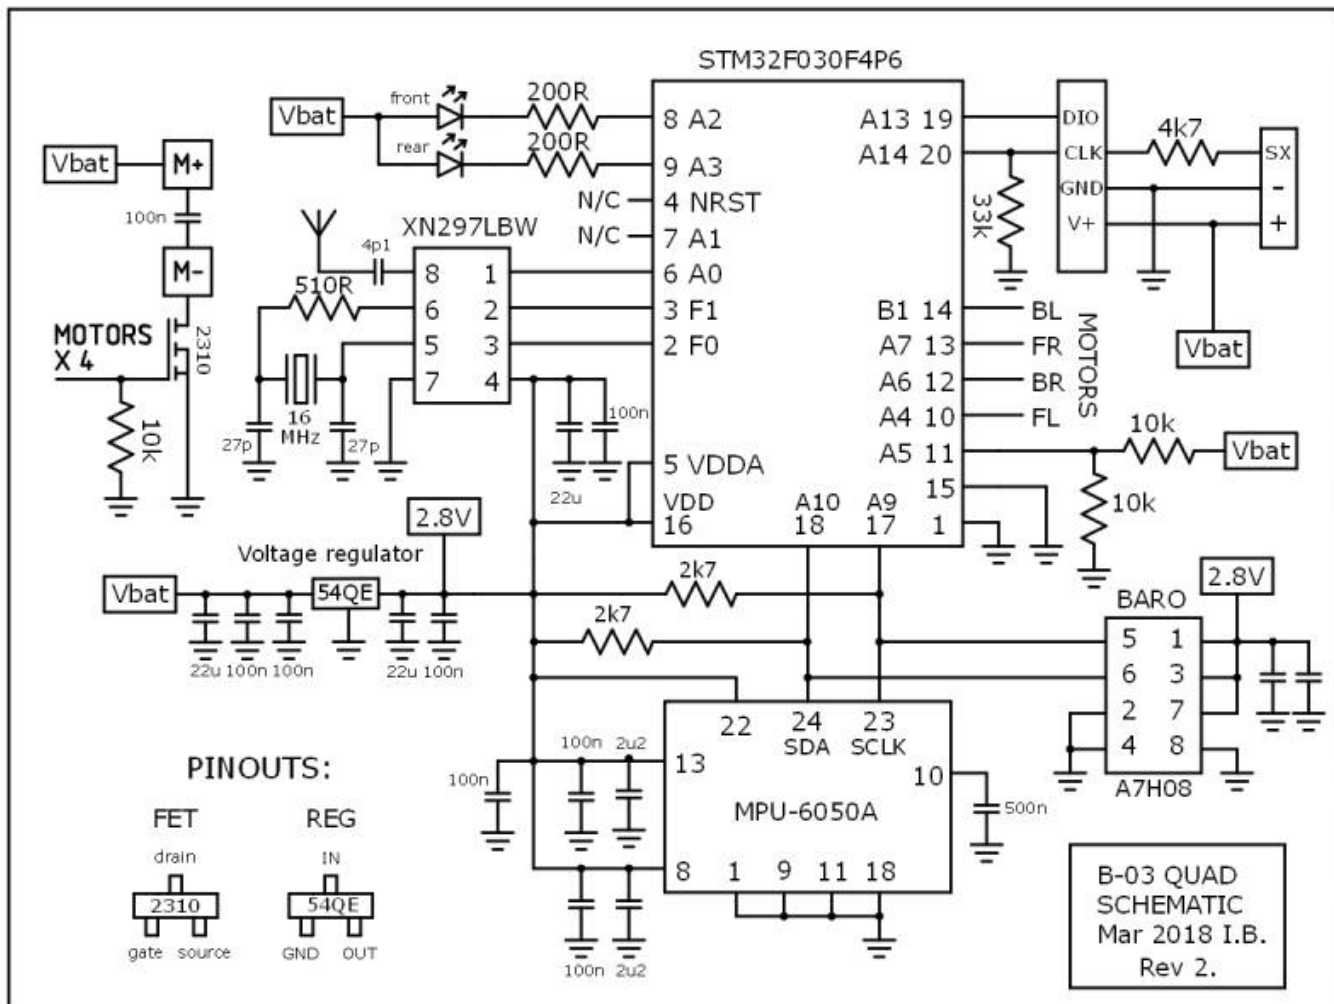 STM32F030F4P6
Vbat
front
200R
8 A2
rear
200R
9 A3
N/C
4 NRST
N/C
7 A1
6 A0
3 F1
2 F0
5 VDDA
VDD
16
A10
18
A9
17
A13 19
A14 20
B1 14
A7 13
A6 12
A4 10
A5 11
15
1
DIO
CLK
GND
V+
4k7
SX
-
+
33k
Vbat
BL
FR
BR
FL
MOTORS
10k
Vbat
10k
Vbat
M+
100n
M-
2310
MOTORS
X 4
10k
XN297LBW
4p1
510R
8 1
6 2
5 3
7 4
16
MHz
27p
27p
22u
100n
2.8V
Voltage regulator
Vbat
54QE
22u 100n 100n
22u 100n
2k7
2k7
2.8V
BARO
5 1
6 3
2 7
4 8
A7H08
22
24
SDA
23
SCLK
13
10
MPU-6050A
8
1 9 11 18
100n
100n 2u2
500n
100n 2u2
PINOUTS:
FET
drain
2310
gate source
REG
IN
54QE
GND OUT
B-03 QUAD
SCHEMATIC
Mar 2018 I.B.
Rev 2.